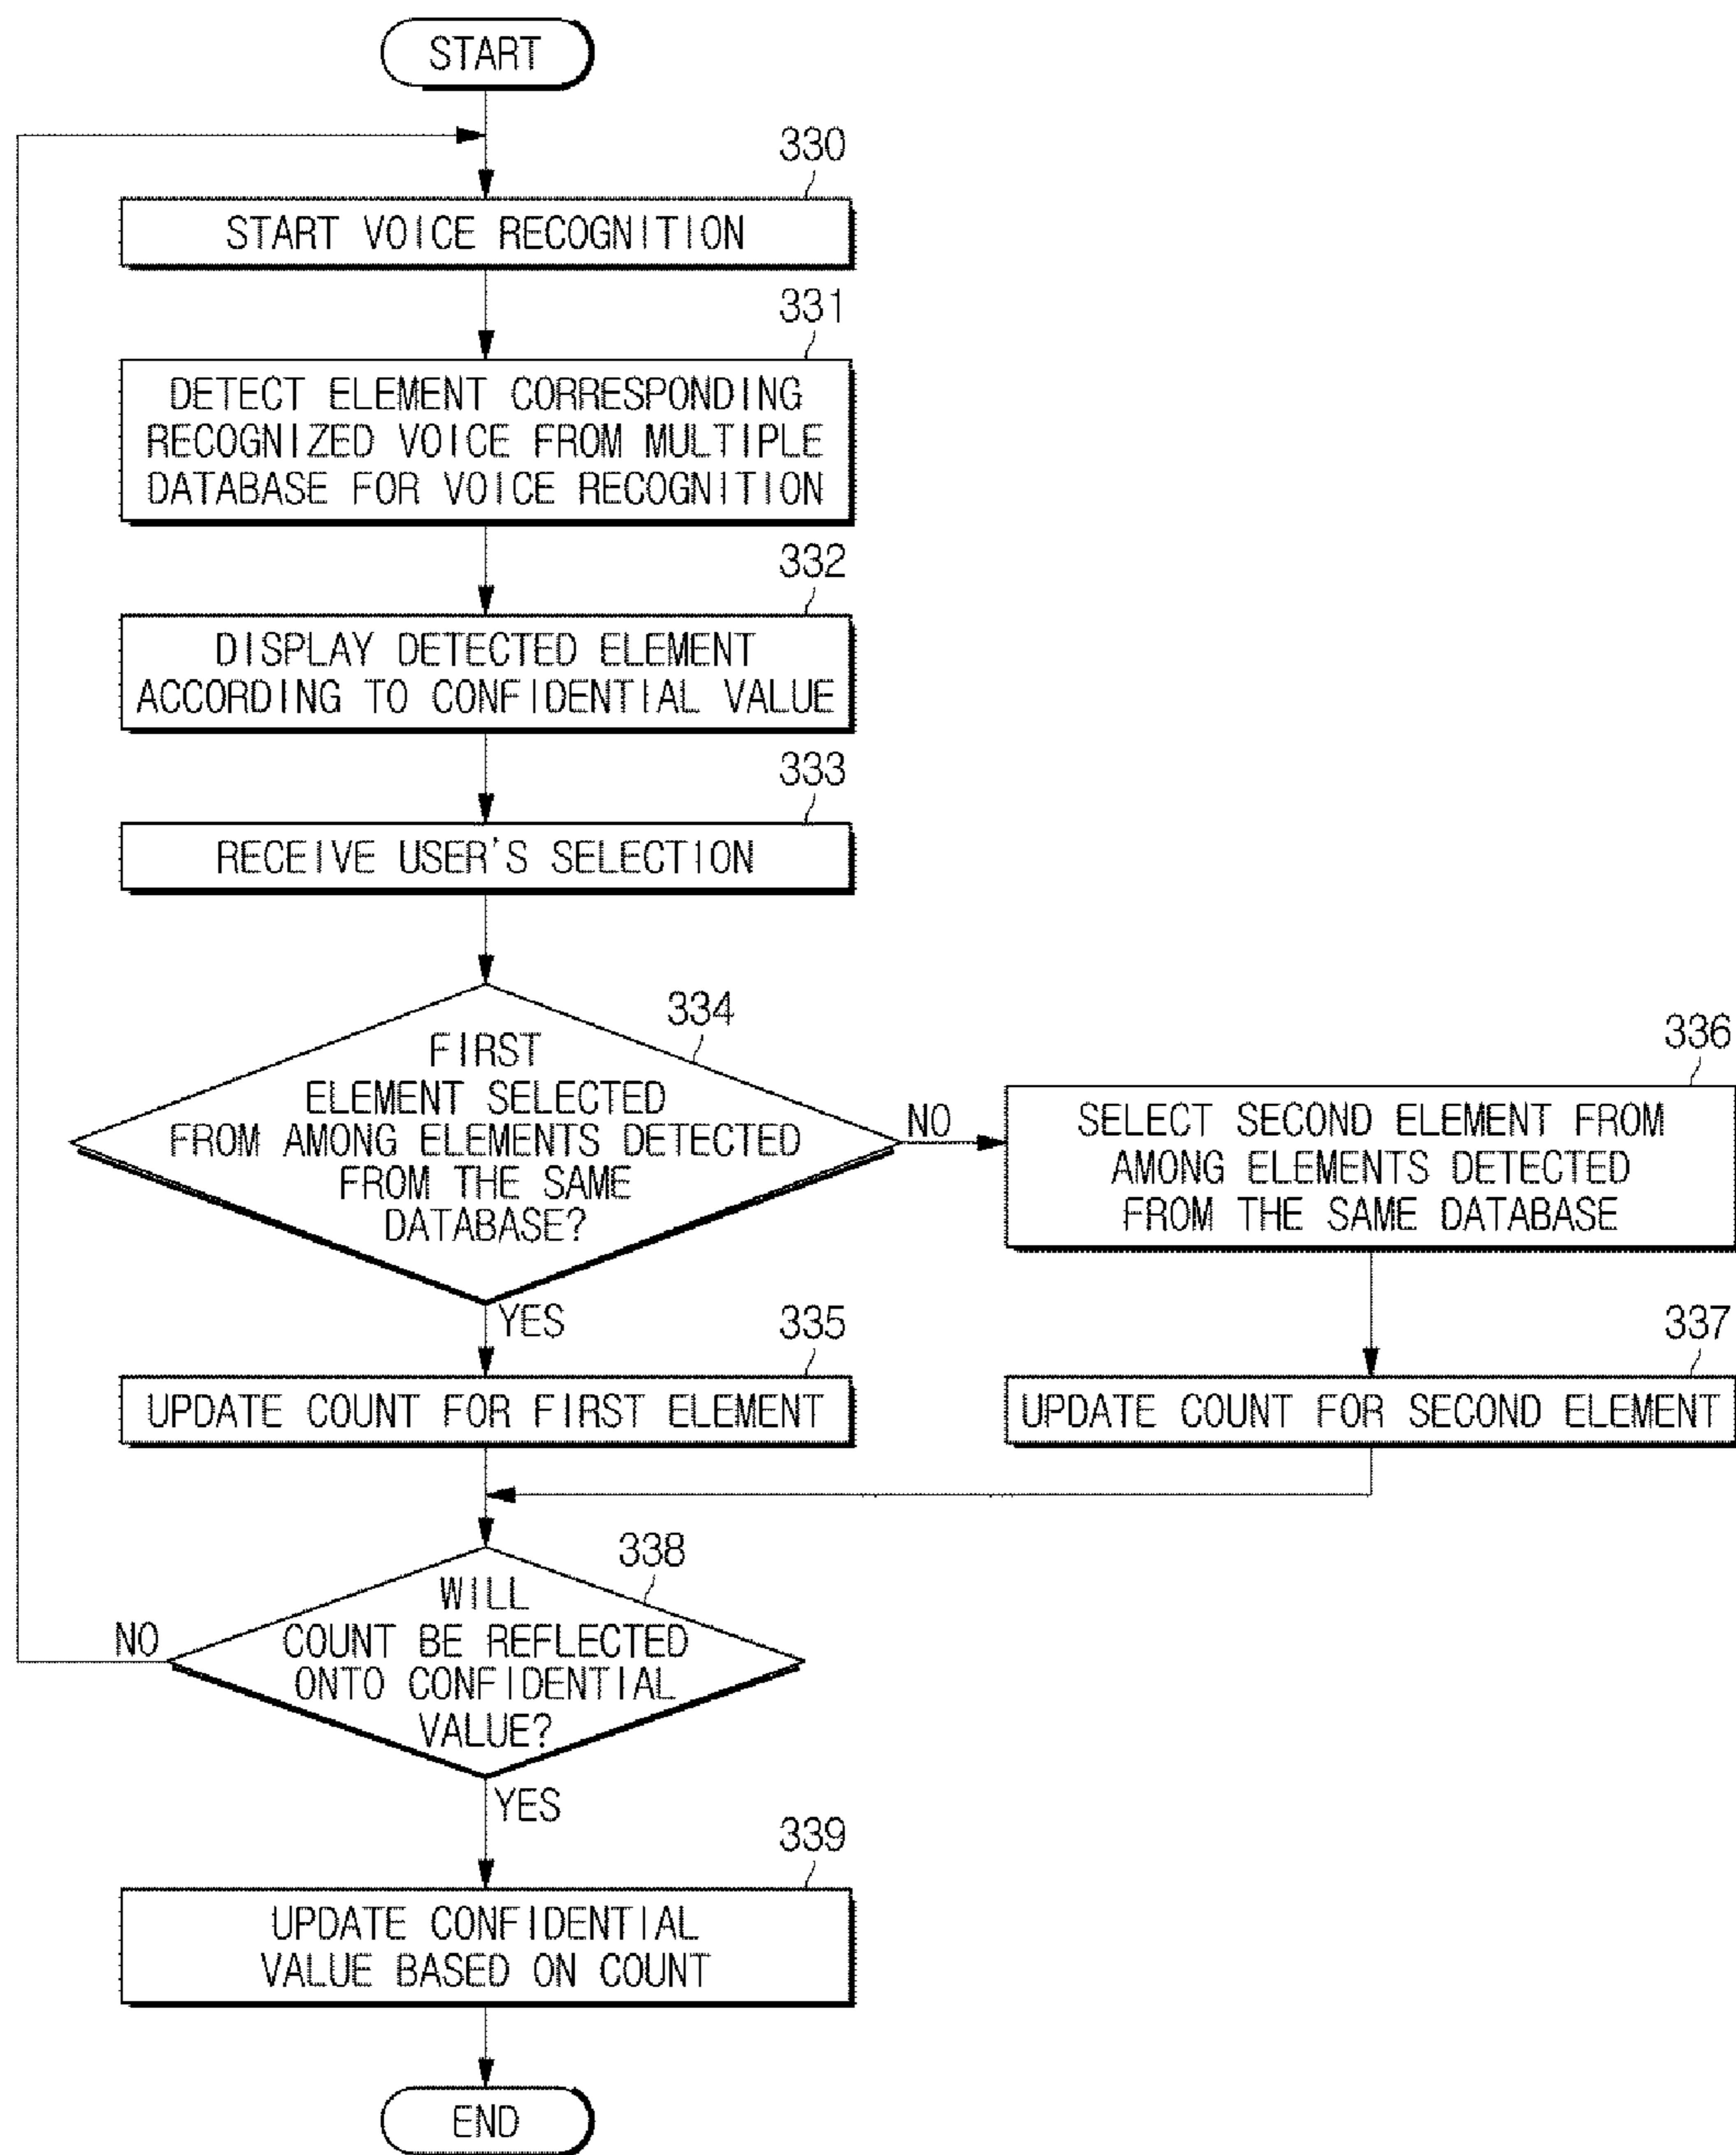 START
330
START VOICE RECOGNITION
331
DETECT ELEMENT CORRESPONDING
RECOGNIZED VOICE FROM MULTIPLE
DATABASE FOR VOICE RECOGNITION
332
DISPLAY DETECTED ELEMENT
ACCORDING TO CONFIDENTIAL VALUE
333
RECEIVE USER'S SELECTION
334
FIRST
ELEMENT SELECTED
FROM AMONG ELEMENTS DETECTED
FROM THE SAME
DATABASE?
NO
336
SELECT SECOND ELEMENT FROM
AMONG ELEMENTS DETECTED
FROM THE SAME DATABASE
YES
335
UPDATE COUNT FOR FIRST ELEMENT
337
UPDATE COUNT FOR SECOND ELEMENT
338
WILL
COUNT BE REFLECTED
ONTO CONFIDENTIAL
VALUE?
NO
YES
339
UPDATE CONFIDENTIAL
VALUE BASED ON COUNT
END